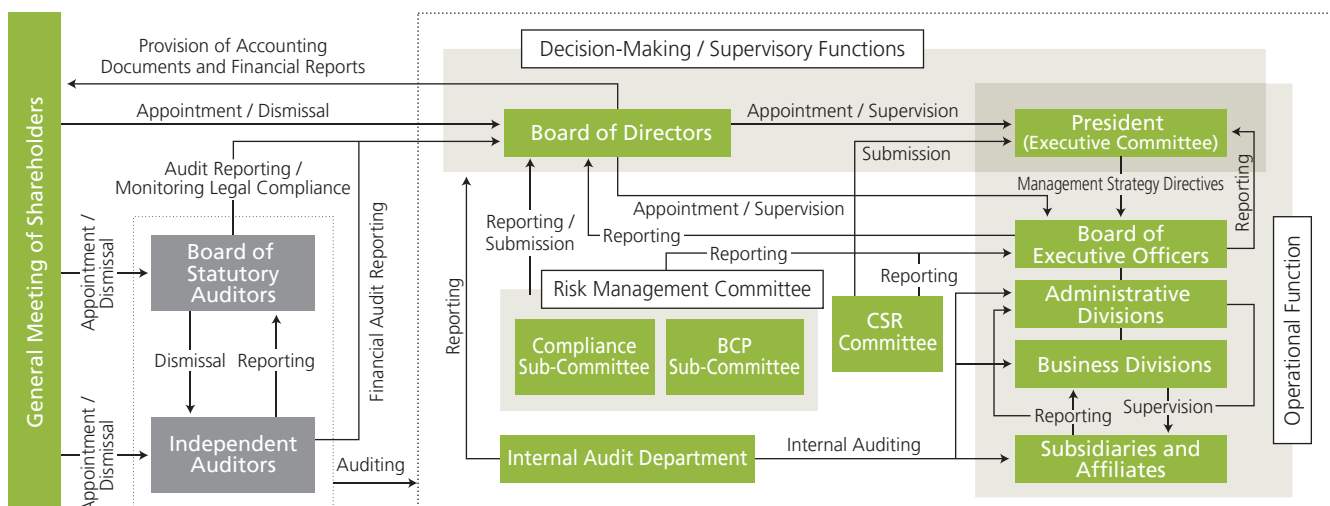 General Meeting of Shareholders
Provision of Accounting
Documents and Financial Reports
Appointment / Dismissal
Audit Reporting /
Monitoring Legal Compliance
Appointment /
Dismissal
Board of
Statutory
Auditors
Dismissal
Reporting
Financial Audit Reporting
Appointment /
Dismissal
Independent
Auditors
Auditing
Decision-Making / Supervisory Functions
Board of Directors
Appointment / Supervision
President
(Executive Committee)
Submission
Management Strategy Directives
Reporting
Reporting /
Submission
Appointment / Supervision
Reporting
Board of
Executive Officers
Reporting
Reporting
Reporting
Risk Management Committee
Compliance
Sub-Committee
BCP
Sub-Committee
CSR
Committee
Administrative
Divisions
Business Divisions
Reporting
Supervision
Operational Function
Internal Audit Department
Internal Auditing
Subsidiaries and
Affiliates